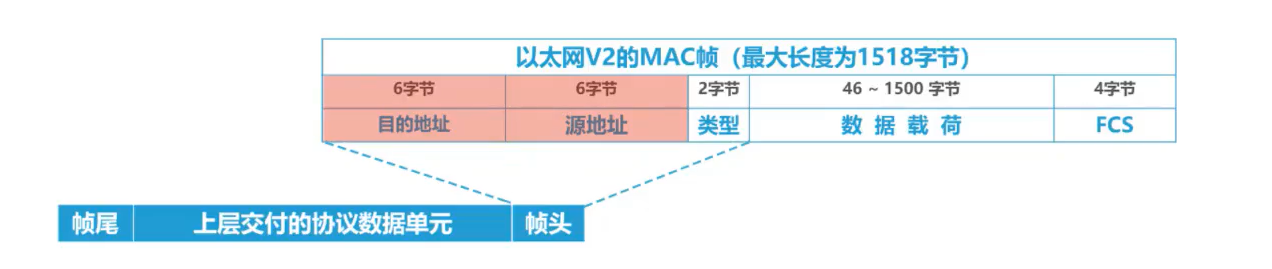 以太网V2的MAC帧（最大长度为1518字节）
6字节 6字节 2字节 46 ~ 1500 字节 4字节
目的地址 源地址 类型 数 据 载 荷 FCS
帧尾 上层交付的协议数据单元 帧头